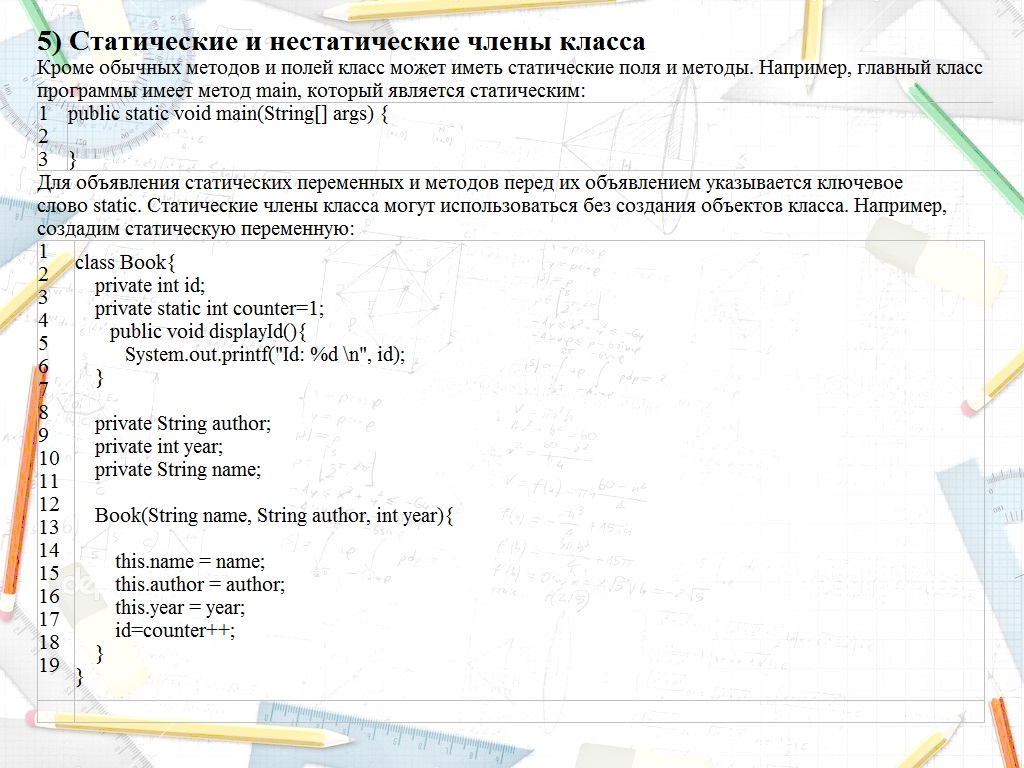 5) Статические и нестатические члены класса
Кроме обычных методов и полей класс может иметь статические поля и методы. Например, главный класс
программы имеет метод main, который является статическим:
1 public static void main(String[] args) {
2
3 }
Для объявления статических переменных и методов перед их объявлением указывается ключевое
слово static. Статические члены класса могут использоваться без создания объектов класса. Например,
создадим статическую переменную:
1
2
3
4
5
6
7
8
9
10
11
12
13
14
15
16
17
18
19
class Book{
private int id;
private static int counter=1;
public void displayId(){
System.out.printf("Id: %d \n", id);
}
private String author;
private int year;
private String name;
Book(String name, String author, int year){
this.name = name;
this.author = author;
this.year = year;
id=counter++;
}
}